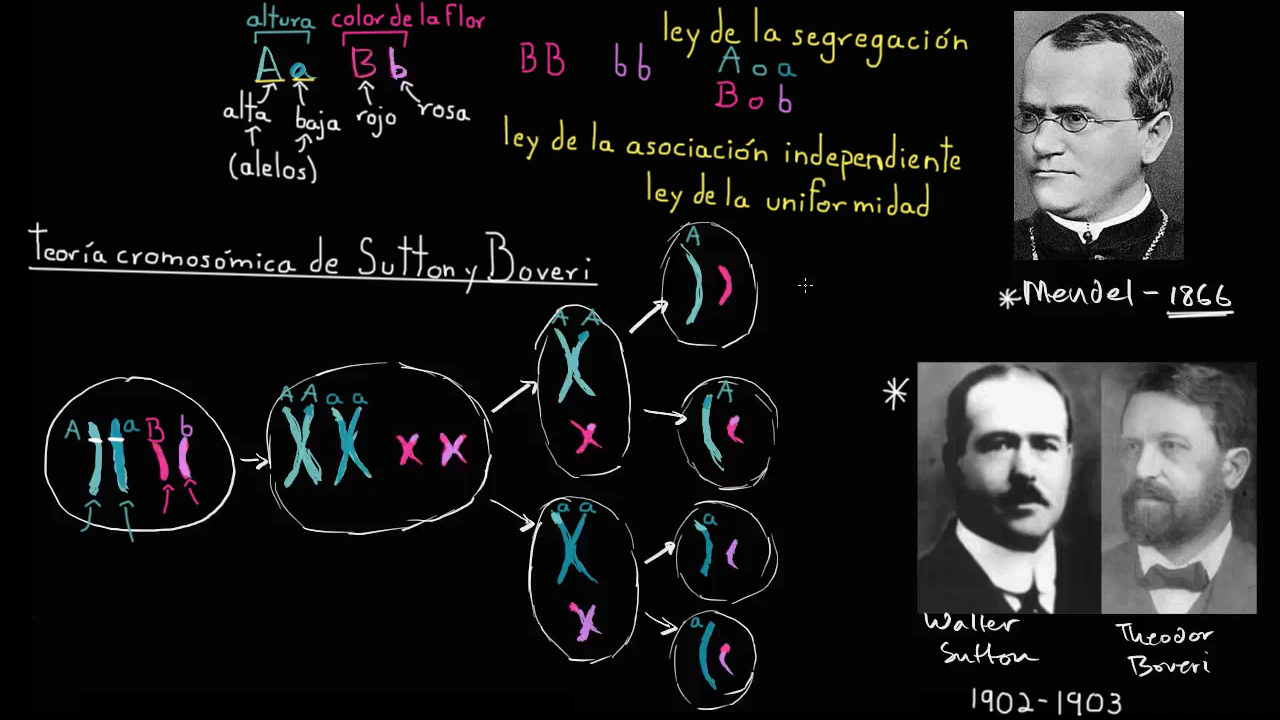 altura color de la flor
A a B b
alta baja rojo rosa
(alelos)
BB bb
ley de la segregación
A o a
B o b
ley de la asociación independiente
ley de la uniformidad
*Mendel - 1866
Teoría cromosómica de Sutton y Boveri
A a B b
A A a a
A A
a a
A
A
a
a
*
Walter Sutton
Theodor Boveri
1902-1903